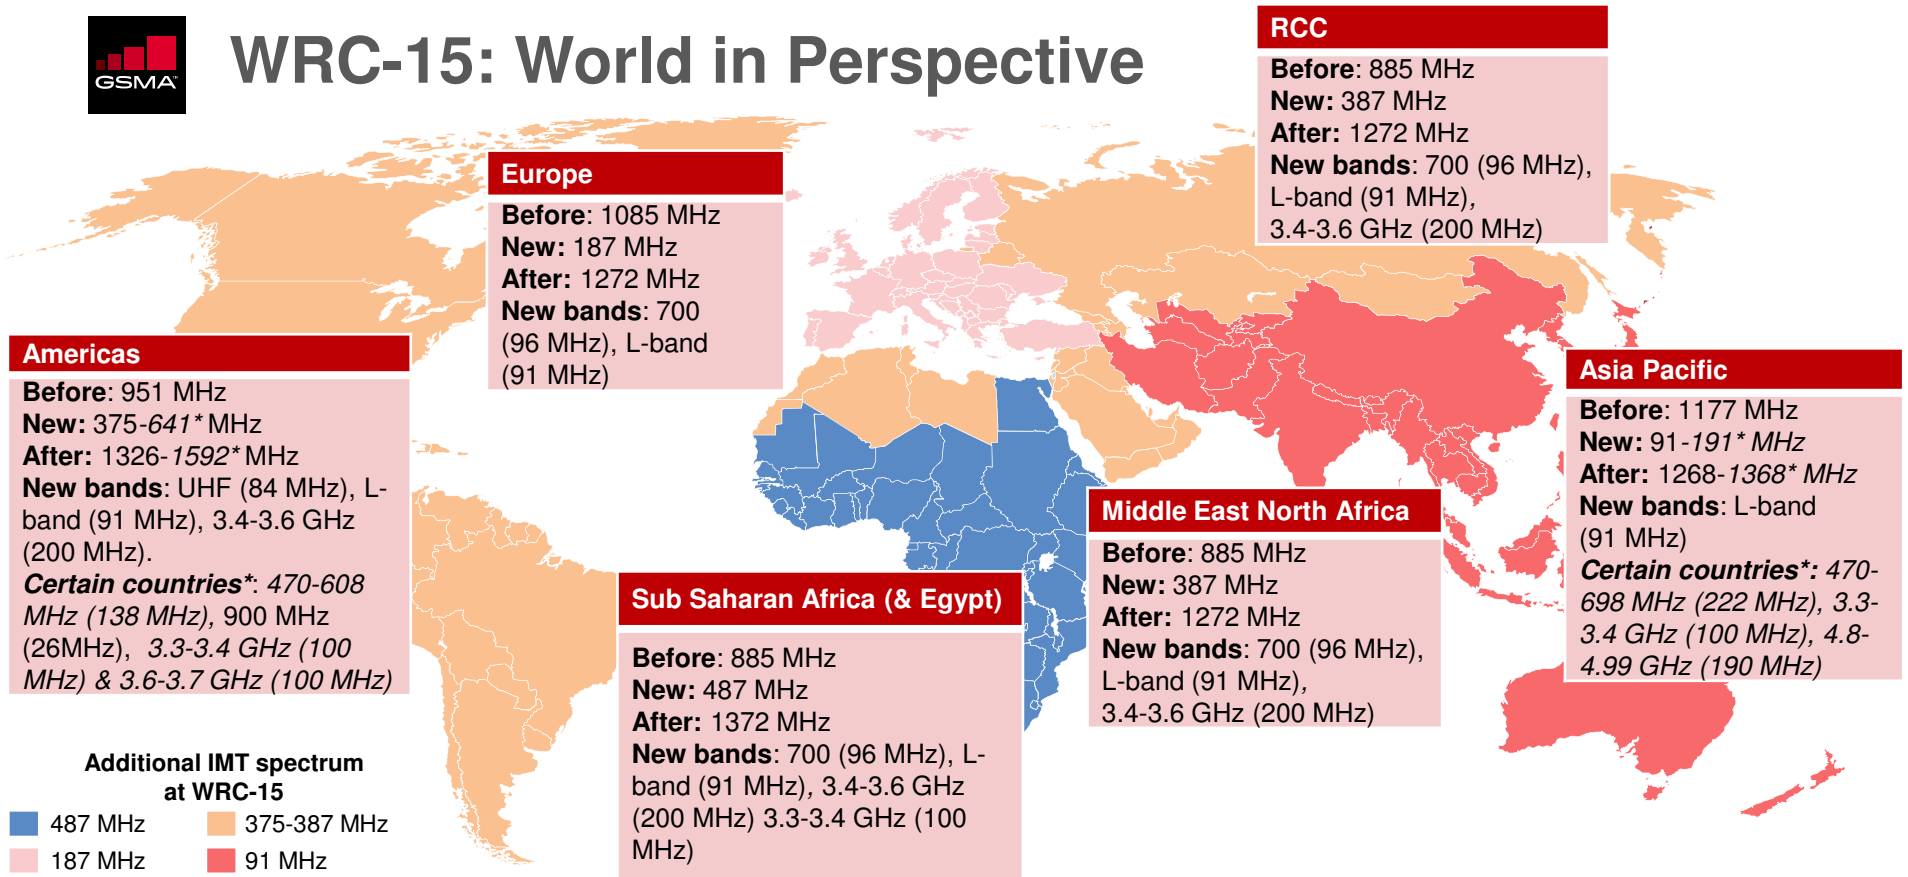 GSMA™
WRC-15: World in Perspective
RCC
Before: 885 MHz
New: 387 MHz
After: 1272 MHz
New bands: 700 (96 MHz),
L-band (91 MHz),
3.4-3.6 GHz (200 MHz)
Europe
Before: 1085 MHz
New: 187 MHz
After: 1272 MHz
New bands: 700
(96 MHz), L-band
(91 MHz)
Americas
Before: 951 MHz
New: 375-641* MHz
After: 1326-1592* MHz
New bands: UHF (84 MHz), L-
band (91 MHz), 3.4-3.6 GHz
(200 MHz).
Certain countries*: 470-608
MHz (138 MHz), 900 MHz
(26MHz), 3.3-3.4 GHz (100
MHz) & 3.6-3.7 GHz (100 MHz)
Asia Pacific
Before: 1177 MHz
New: 91-191* MHz
After: 1268-1368* MHz
New bands: L-band
(91 MHz)
Certain countries*: 470-
698 MHz (222 MHz), 3.3-
3.4 GHz (100 MHz), 4.8-
4.99 GHz (190 MHz)
Middle East North Africa
Before: 885 MHz
New: 387 MHz
After: 1272 MHz
New bands: 700 (96 MHz),
L-band (91 MHz),
3.4-3.6 GHz (200 MHz)
Sub Saharan Africa (& Egypt)
Before: 885 MHz
New: 487 MHz
After: 1372 MHz
New bands: 700 (96 MHz), L-
band (91 MHz), 3.4-3.6 GHz
(200 MHz) 3.3-3.4 GHz (100
MHz)
Additional IMT spectrum
at WRC-15
487 MHz
375-387 MHz
187 MHz
91 MHz